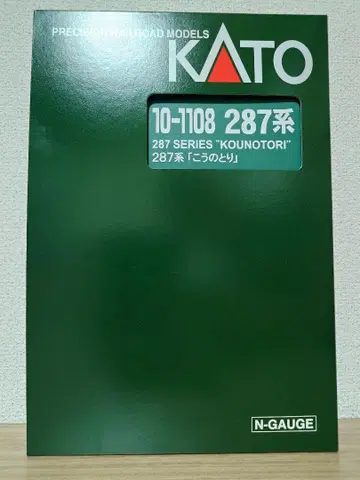 PRECISION RAILROAD MODELS
KATO
10-1108 287系
287 SERIES "KOUNOTORI"
287系「こうのとり」
N-GAUGE